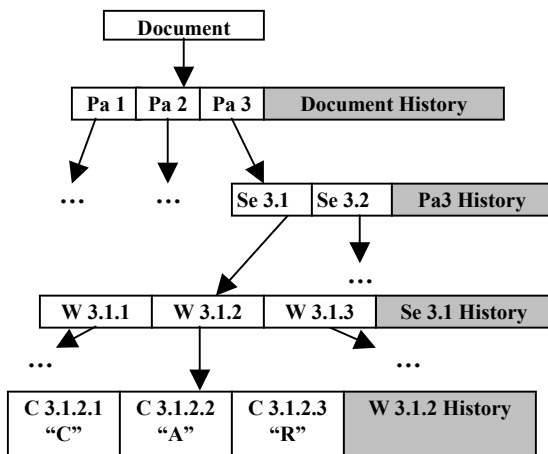 Document
Pa 1 Pa 2 Pa 3 Document History
… …
Se 3.1 Se 3.2 Pa3 History
…
W 3.1.1 W 3.1.2 W 3.1.3 Se 3.1 History
… …
C 3.1.2.1 C 3.1.2.2 C 3.1.2.3 W 3.1.2 History
“C” “A” “R”